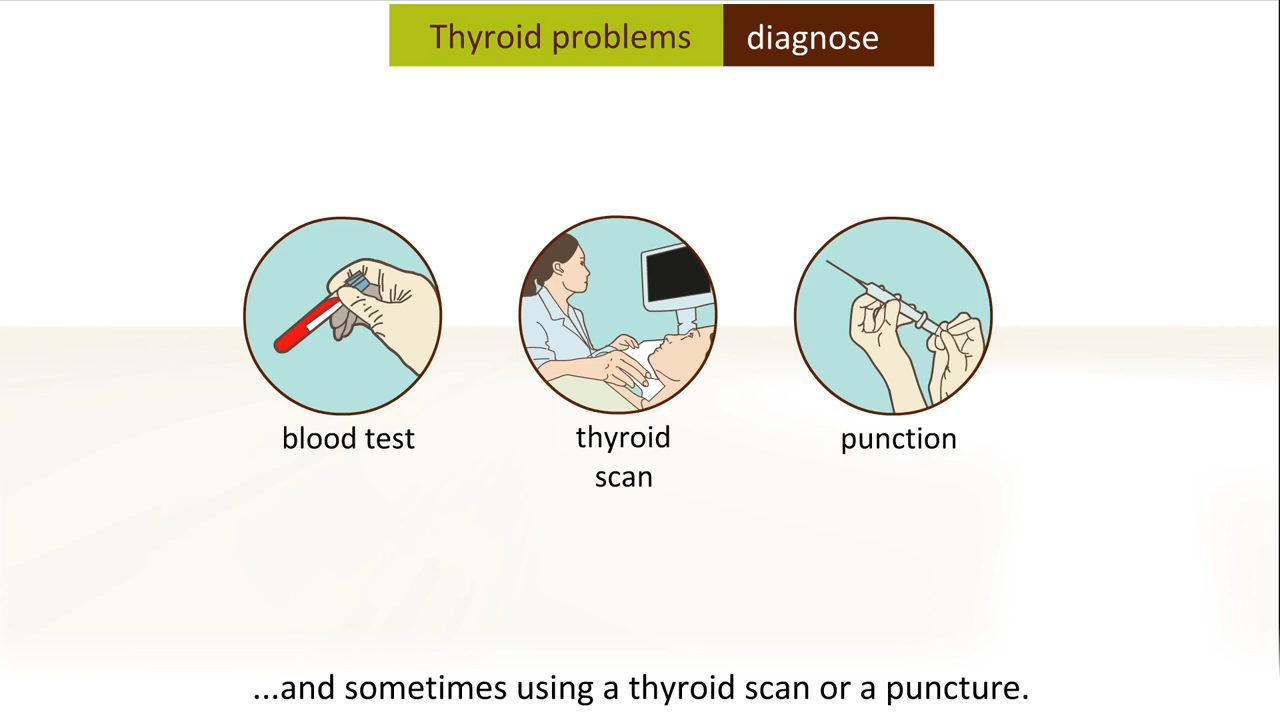 Thyroid problems diagnose
blood test
thyroid
scan
punction
...and sometimes using a thyroid scan or a puncture.